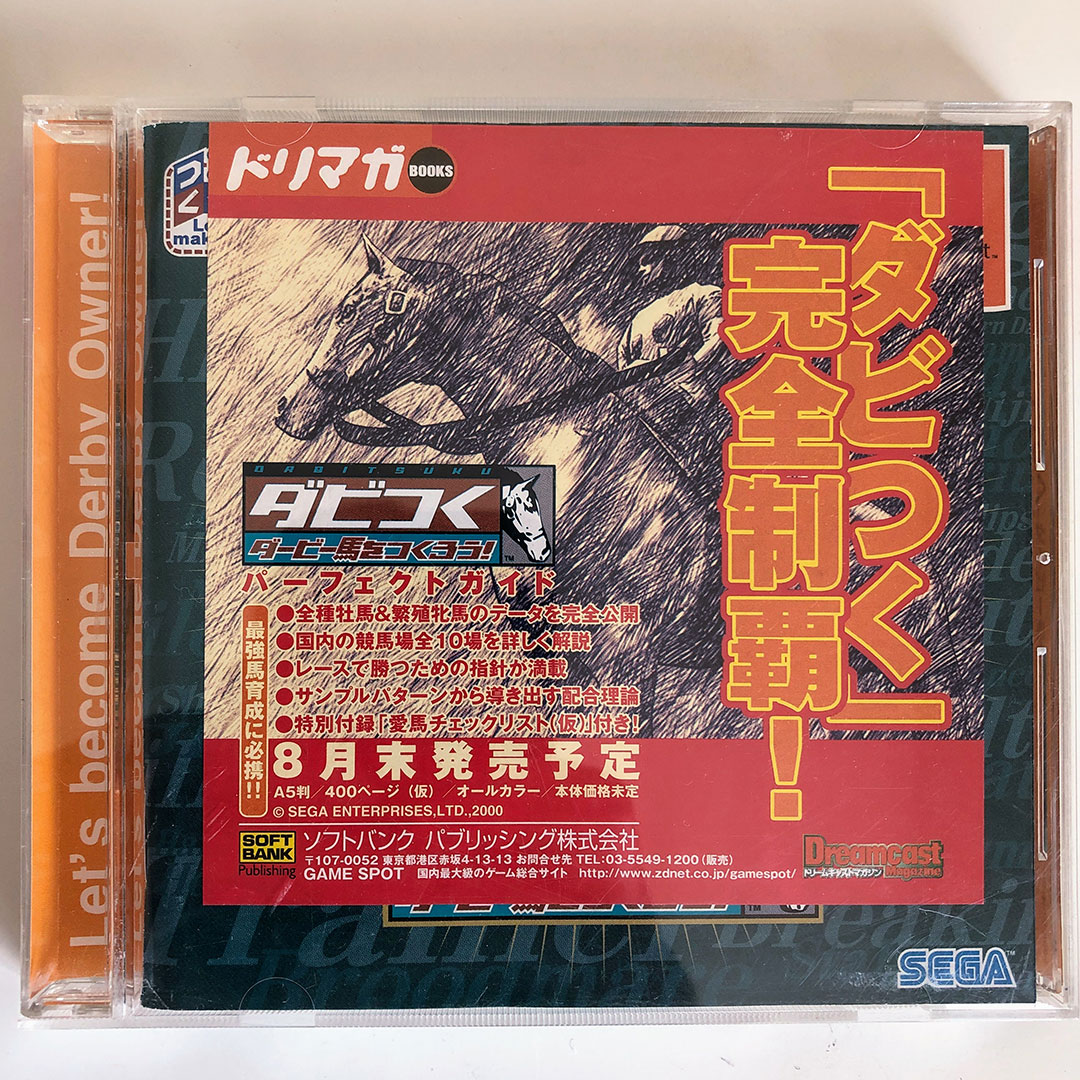 Let's become Derby Owner!
つ
く
Le
mak
ドリマガ BOOKS
「ダビつく」
完全制覇!
DABITSUKU
ダビつく
ダービー馬をつくろう!
TM
パーフェクトガイド
最強馬育成に必携!!
●全種牡馬&繁殖牝馬のデータを完全公開
●国内の競馬場全10場を詳しく解説
●レースで勝つための指針が満載
●サンプルパターンから導き出す配合理論
●特別付録「愛馬チェックリスト(仮)」付き!
8月末発売予定
A5判/400ページ(仮)/オールカラー/本体価格未定
© SEGA ENTERPRISES,LTD.,2000
SOFT BANK Publishing
ソフトバンク パブリッシング株式会社
〒107-0052 東京都港区赤坂4-13-13 お問合せ先 TEL:03-5549-1200(販売)
GAME SPOT 国内最大級のゲーム総合サイト http://www.zdnet.co.jp/gamespot/
Dreamcast
ドリームキャストマガジン Magazine
SEGA